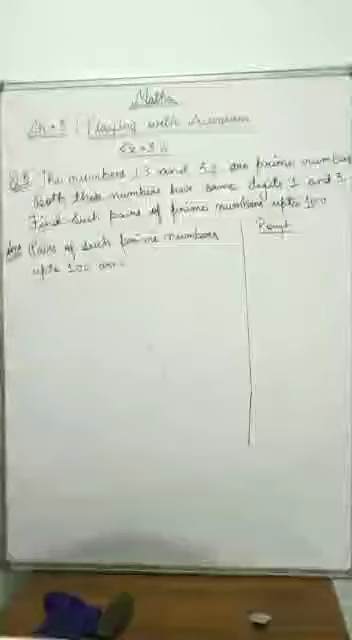 Maths
Ch-3 : Playing with Numbers
Ex-3.2
Q.5 The numbers 13 and 31 are prime numbers
Both these numbers have same digits 1 and 3.
Find such pairs of prime numbers upto 100
Ans Pairs of such prime numbers
upto 100 are:-
Rough